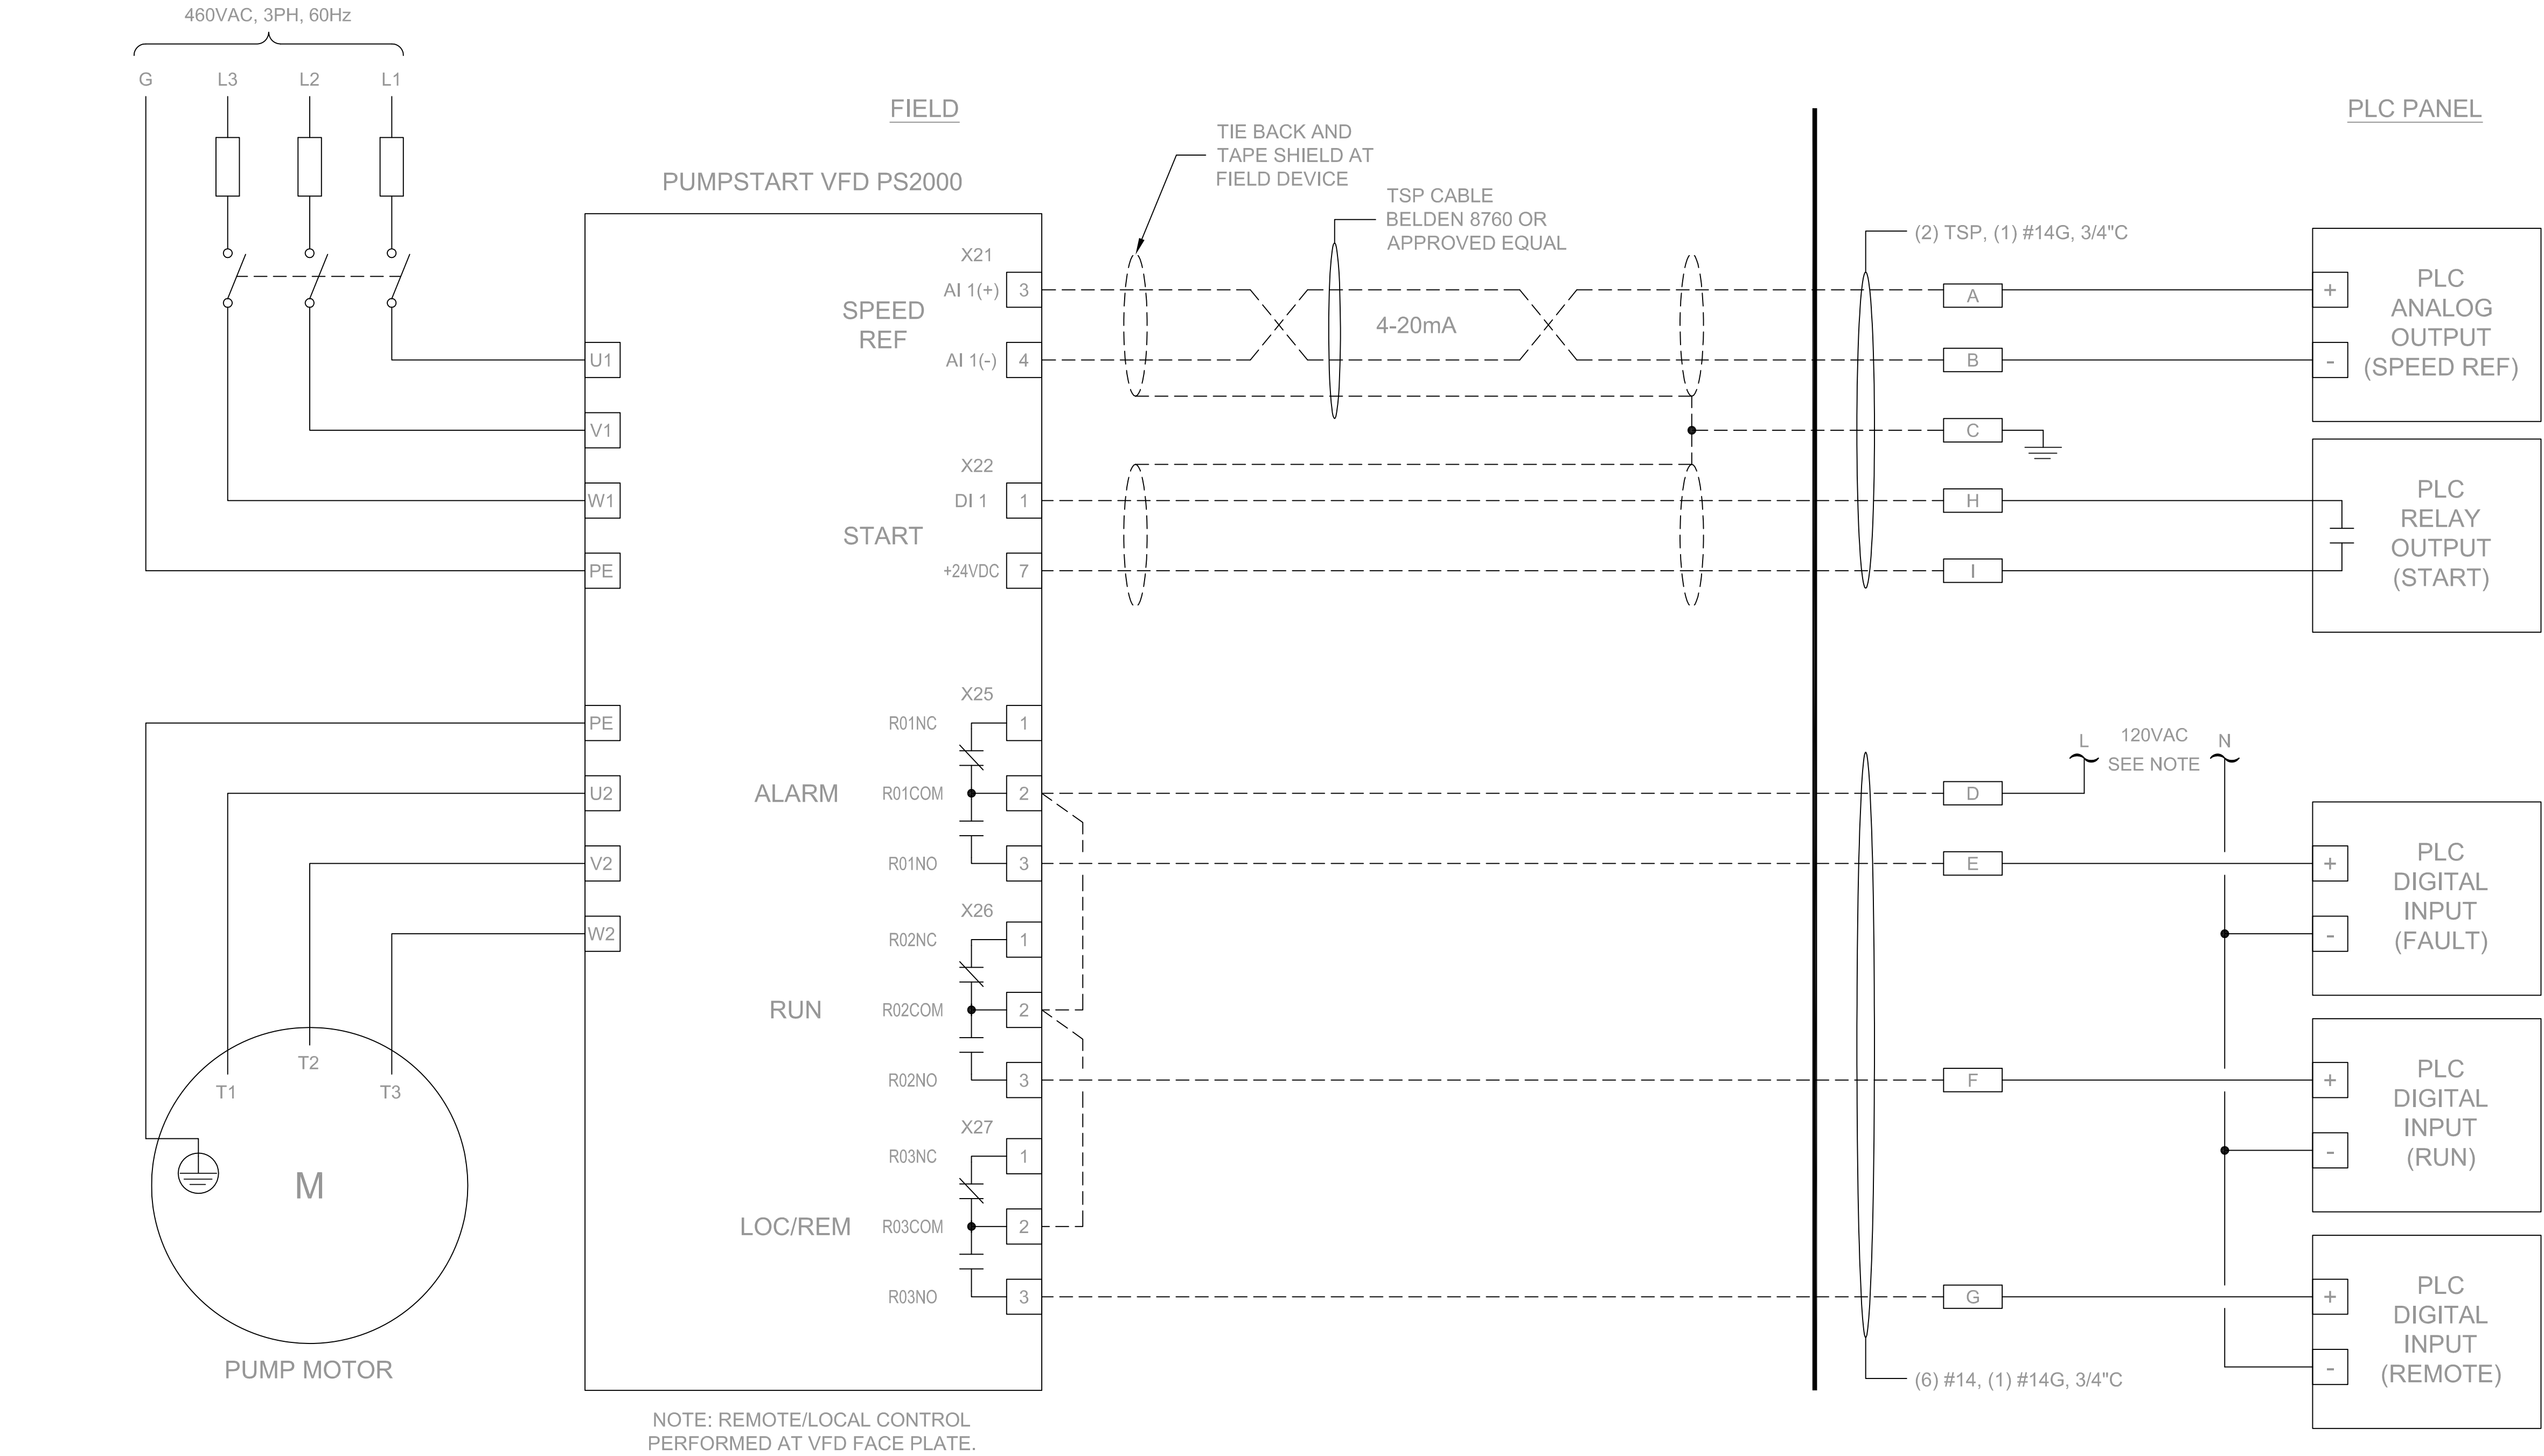 460VAC, 3PH, 60Hz
G
L3
L2
L1
FIELD
PLC PANEL
TIE BACK AND
TAPE SHIELD AT
FIELD DEVICE
PUMPSTART VFD PS2000
TSP CABLE
BELDEN 8760 OR
APPROVED EQUAL
(2) TSP, (1) #14G, 3/4"C
U1
V1
W1
PE
SPEED
REF
X21
AI 1(+)
3
AI 1(-)
4
4-20mA
A
B
C
+
-
PLC
ANALOG
OUTPUT
(SPEED REF)
START
X22
DI 1
1
+24VDC
7
H
I
PLC
RELAY
OUTPUT
(START)
PE
U2
V2
W2
ALARM
X25
R01NC
1
R01COM
2
R01NO
3
D
E
L
120VAC
SEE NOTE
N
+
-
PLC
DIGITAL
INPUT
(FAULT)
RUN
X26
R02NC
1
R02COM
2
R02NO
3
F
+
-
PLC
DIGITAL
INPUT
(RUN)
T1
T2
T3
M
PUMP MOTOR
LOC/REM
X27
R03NC
1
R03COM
2
R03NO
3
G
+
-
PLC
DIGITAL
INPUT
(REMOTE)
(6) #14, (1) #14G, 3/4"C
NOTE: REMOTE/LOCAL CONTROL
PERFORMED AT VFD FACE PLATE.